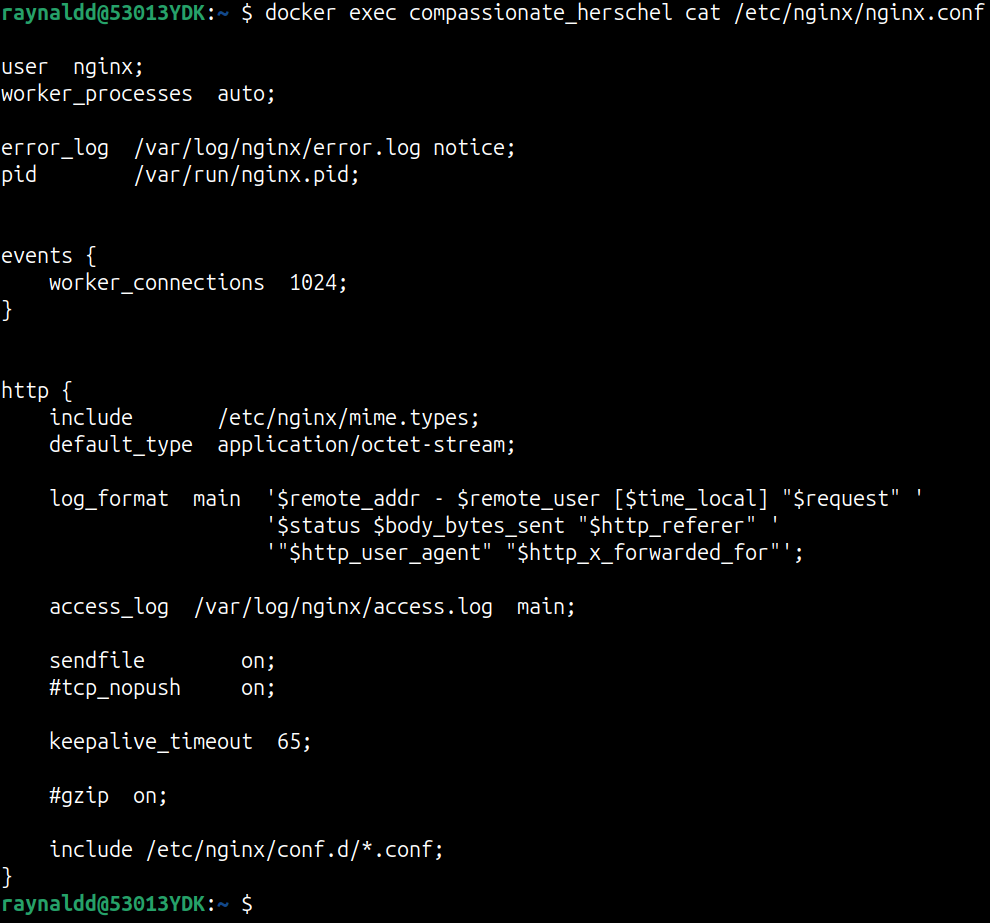 raynaldd@53013YDK:~ $ docker exec compassionate_herschel cat /etc/nginx/nginx.conf

user  nginx;
worker_processes  auto;

error_log  /var/log/nginx/error.log notice;
pid        /var/run/nginx.pid;


events {
    worker_connections  1024;
}


http {
    include       /etc/nginx/mime.types;
    default_type  application/octet-stream;

    log_format  main  '$remote_addr - $remote_user [$time_local] "$request" '
                      '$status $body_bytes_sent "$http_referer" '
                      '"$http_user_agent" "$http_x_forwarded_for"';

    access_log  /var/log/nginx/access.log  main;

    sendfile        on;
    #tcp_nopush     on;

    keepalive_timeout  65;

    #gzip  on;

    include /etc/nginx/conf.d/*.conf;
}
raynaldd@53013YDK:~ $